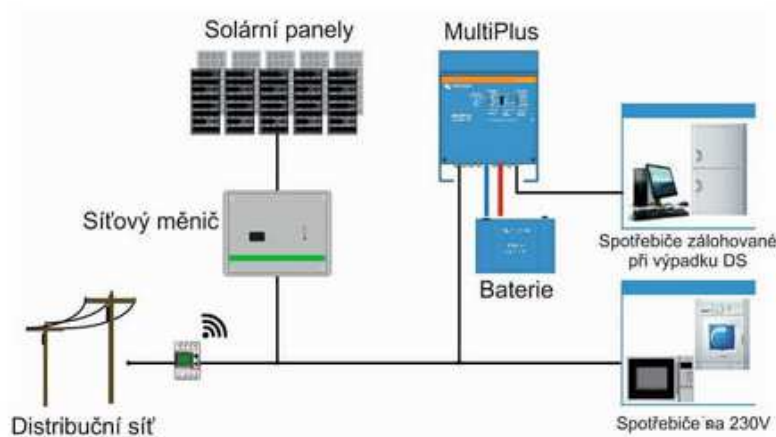 Solární panely
MultiPlus
Síťový měnič
Baterie
Spotřebiče zálohované
při výpadku DS
Distribuční síť
Spotřebiče na 230V